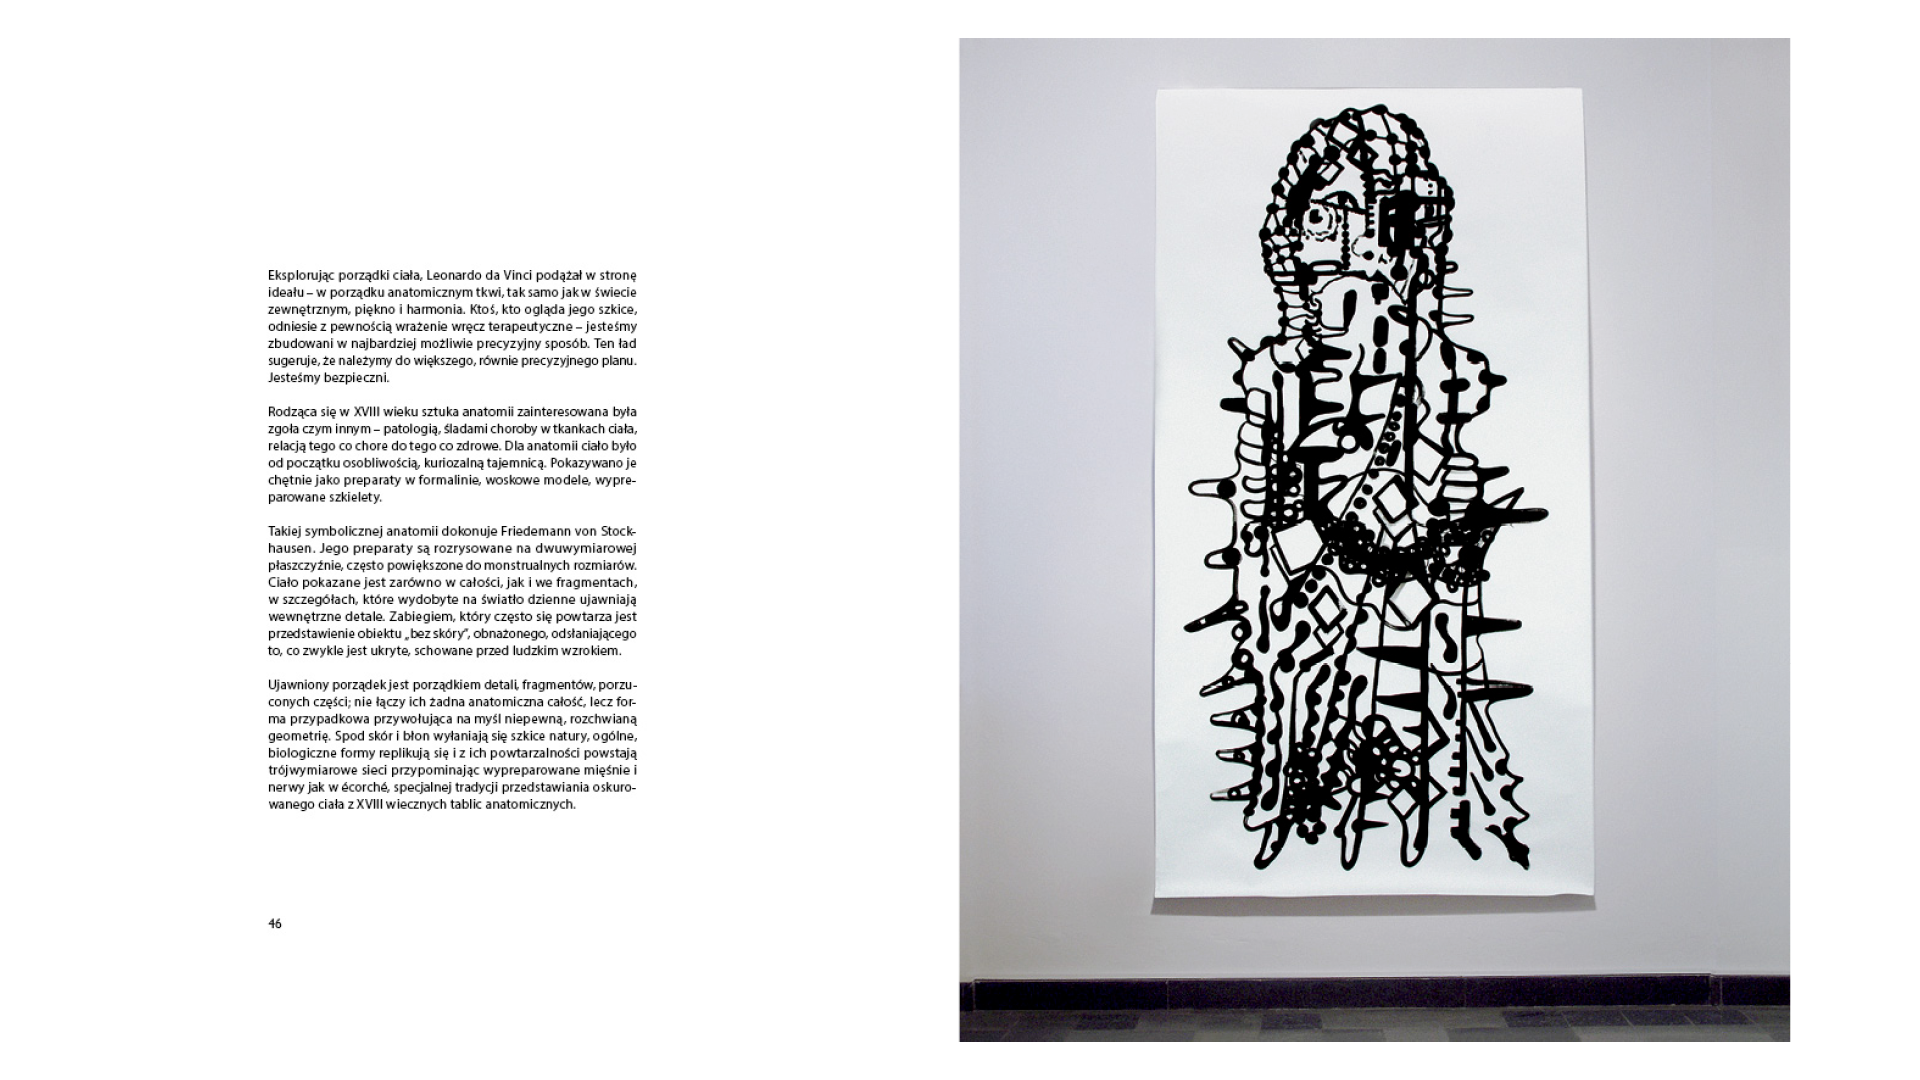 Eksplorując porządki ciała, Leonardo da Vinci podążał w stronę
ideału – w porządku anatomicznym tkwi, tak samo jak w świecie
zewnętrznym, piękno i harmonia. Ktoś, kto ogląda jego szkice,
odniesie z pewnością wrażenie wręcz terapeutyczne – jesteśmy
zbudowani w najbardziej możliwie precyzyjny sposób. Ten ład
sugeruje, że należymy do większego, równie precyzyjnego planu.
Jesteśmy bezpieczni.
Rodząca się w XVIII wieku sztuka anatomii zainteresowana była
zgoła czym innym – patologią, śladami choroby w tkankach ciała,
relacją tego co chore do tego co zdrowe. Dla anatomii ciało było
od początku osobliwością, kuriozalną tajemnicą. Pokazywano je
chętnie jako preparaty w formalinie, woskowe modele, wypre-
parowane szkielety.
Takiej symbolicznej anatomii dokonuje Friedemann von Stock-
hausen. Jego preparaty są rozrysowane na dwuwymiarowej
płaszczyźnie, często powiększone do monstrualnych rozmiarów.
Ciało pokazane jest zarówno w całości, jak i we fragmentach,
w szczegółach, które wydobyte na światło dzienne ujawniają
wewnętrzne detale. Zabiegiem, który często się powtarza jest
przedstawienie obiektu „bez skóry”, obnażonego, odsłaniającego
to, co zwykle jest ukryte, schowane przed ludzkim wzrokiem.
Ujawniony porządek jest porządkiem detali, fragmentów, porzu-
conych części; nie łączy ich żadna anatomiczna całość, lecz for-
ma przypadkowa przywołująca na myśl niepewną, rozchwianą
geometrię. Spod skór i błon wyłaniają się szkice natury, ogólne,
biologiczne formy replikują się i z ich powtarzalności powstają
trójwymiarowe sieci przypominając wypreparowane mięśnie i
nerwy jak w écorché, specjalnej tradycji przedstawiania oskuro-
wanego ciała z XVIII wiecznych tablic anatomicznych.
46